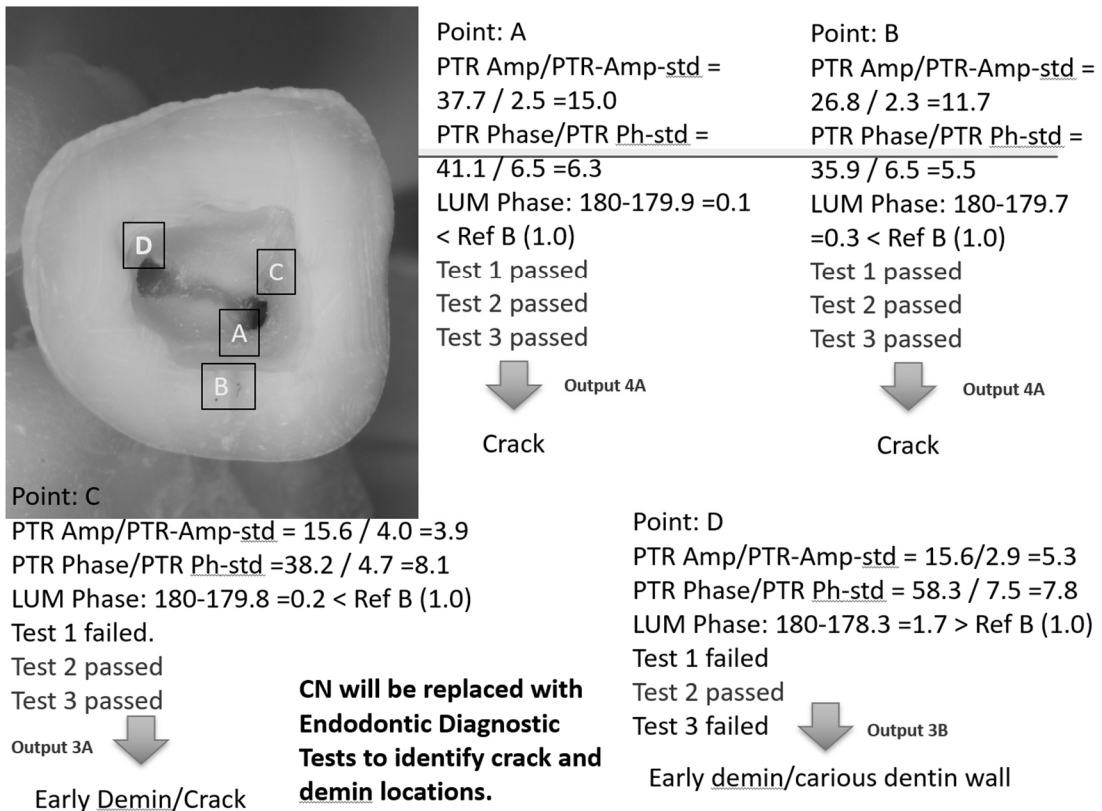 Point: A
PTR Amp/PTR-Amp-std =
37.7 / 2.5 =15.0
PTR Phase/PTR Ph-std =
41.1 / 6.5 =6.3
LUM Phase: 180-179.9 =0.1
< Ref B (1.0)
Test 1 passed
Test 2 passed
Test 3 passed
Output 4A
Crack
Point: B
PTR Amp/PTR-Amp-std =
26.8 / 2.3 =11.7
PTR Phase/PTR Ph-std =
35.9 / 6.5 =5.5
LUM Phase: 180-179.7
=0.3 < Ref B (1.0)
Test 1 passed
Test 2 passed
Test 3 passed
Output 4A
Crack
D
C
A
B
Point: C
PTR Amp/PTR-Amp-std = 15.6 / 4.0 =3.9
PTR Phase/PTR Ph-std =38.2 / 4.7 =8.1
LUM Phase: 180-179.8 =0.2 < Ref B (1.0)
Test 1 failed.
Test 2 passed
Test 3 passed
Output 3A
Early Demin/Crack
CN will be replaced with
Endodontic Diagnostic
Tests to identify crack and
demin locations.
Point: D
PTR Amp/PTR-Amp-std = 15.6/2.9 =5.3
PTR Phase/PTR Ph-std = 58.3 / 7.5 =7.8
LUM Phase: 180-178.3 =1.7 > Ref B (1.0)
Test 1 failed
Test 2 passed
Test 3 failed
Output 3B
Early demin/carious dentin wall